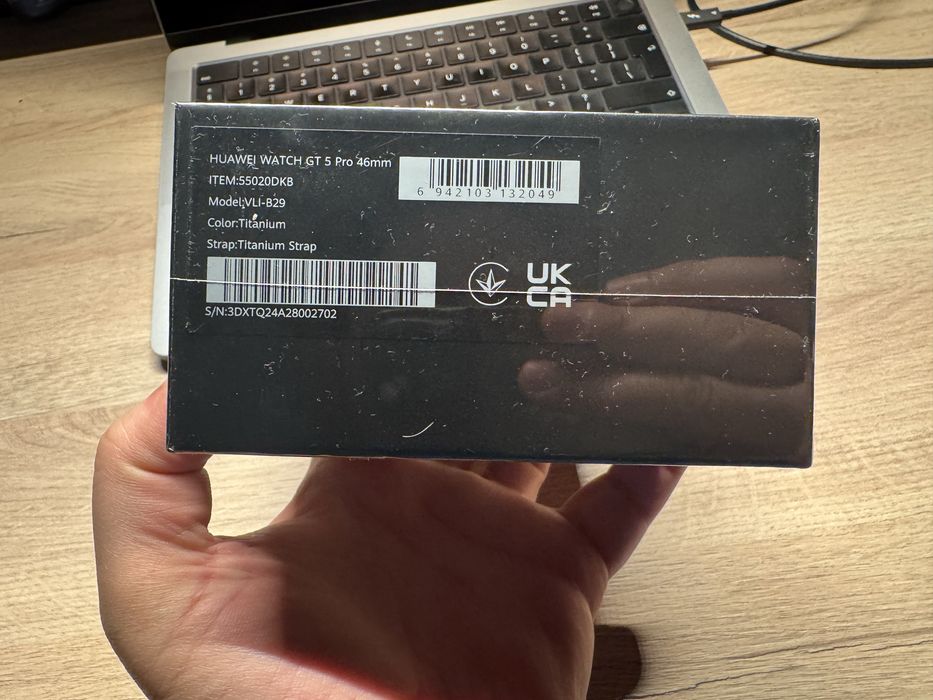 HUAWEI WATCH GT 5 Pro 46mm
ITEM:55020DKB
Model:VLI-B29
Color:Titanium
Strap:Titanium Strap
S/N:3DXTQ24A28002702
6 942103 132049
UK
CA